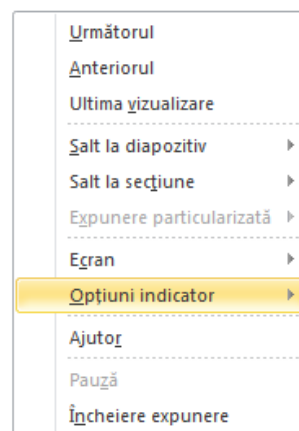 Următorul
Anteriorul
Ultima vizualizare
Salt la diapozitiv
Salt la secțiune
Expunere particularizată
Ecran
Opțiuni indicator
Ajutor
Pauză
Încheiere expunere